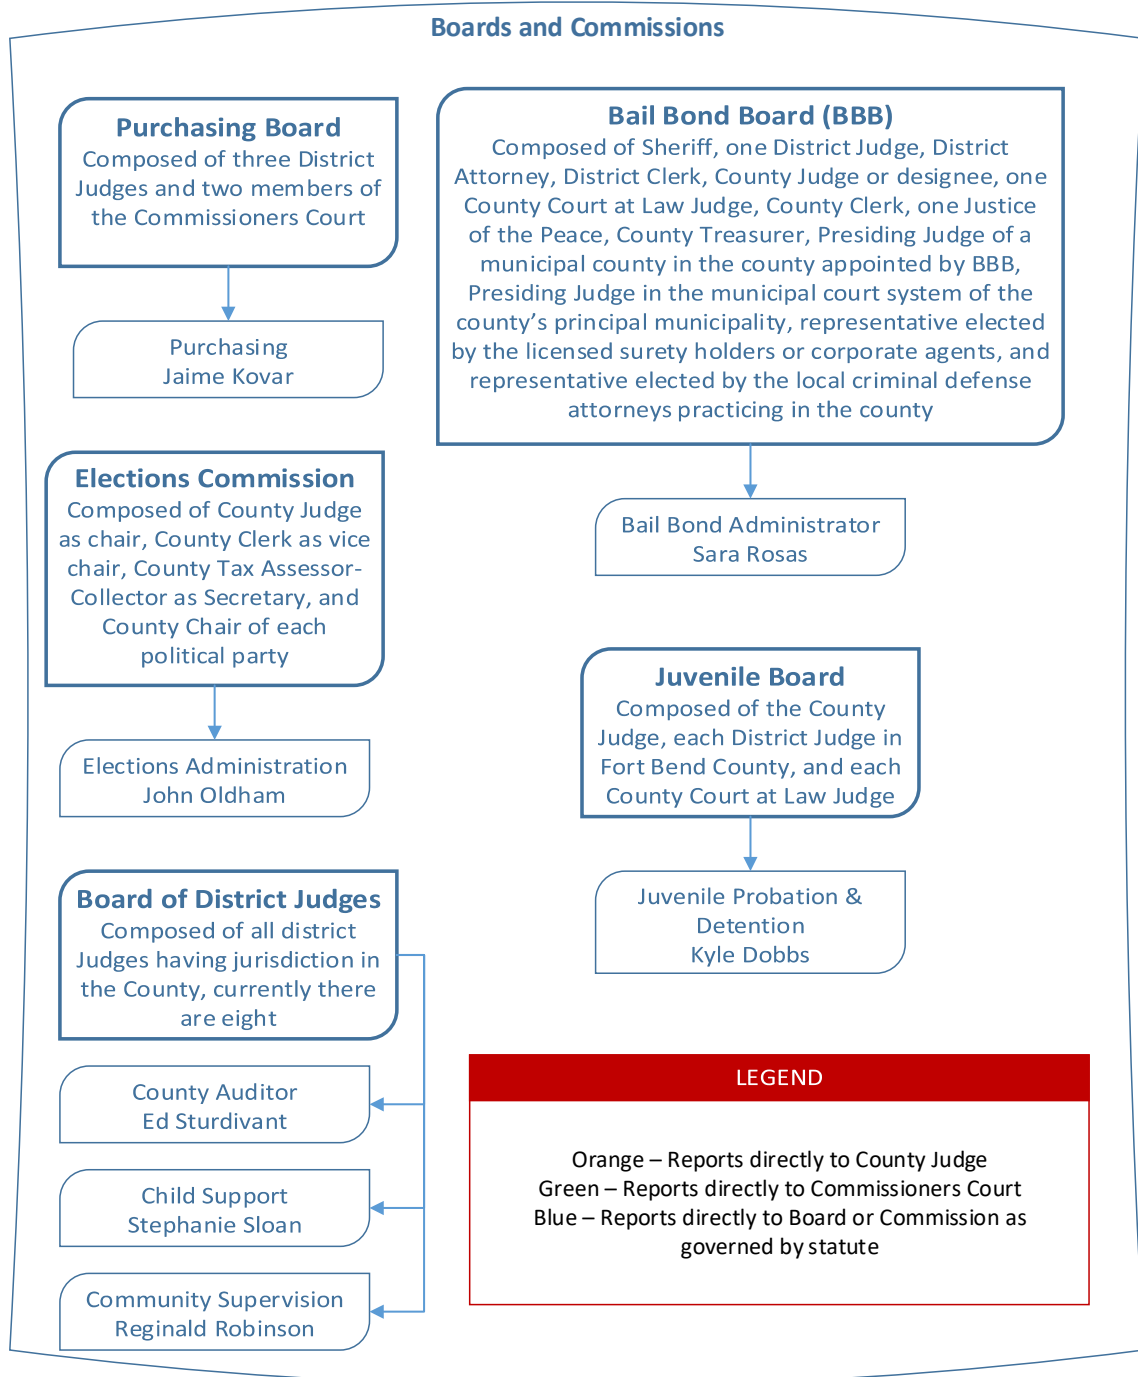 Boards and Commissions
Purchasing Board
Composed of three District
Judges and two members of
the Commissioners Court
Purchasing
Jaime Kovar
Elections Commission
Composed of County Judge
as chair, County Clerk as vice
chair, County Tax Assessor-
Collector as Secretary, and
County Chair of each
political party
Elections Administration
John Oldham
Board of District Judges
Composed of all district
Judges having jurisdiction in
the County, currently there
are eight
County Auditor
Ed Sturdivant
Child Support
Stephanie Sloan
Community Supervision
Reginald Robinson
Bail Bond Board (BBB)
Composed of Sheriff, one District Judge, District
Attorney, District Clerk, County Judge or designee, one
County Court at Law Judge, County Clerk, one Justice
of the Peace, County Treasurer, Presiding Judge of a
municipal county in the county appointed by BBB,
Presiding Judge in the municipal court system of the
county’s principal municipality, representative elected
by the licensed surety holders or corporate agents, and
representative elected by the local criminal defense
attorneys practicing in the county
Bail Bond Administrator
Sara Rosas
Juvenile Board
Composed of the County
Judge, each District Judge in
Fort Bend County, and each
County Court at Law Judge
Juvenile Probation &
Detention
Kyle Dobbs
LEGEND
Orange – Reports directly to County Judge
Green – Reports directly to Commissioners Court
Blue – Reports directly to Board or Commission as
governed by statute